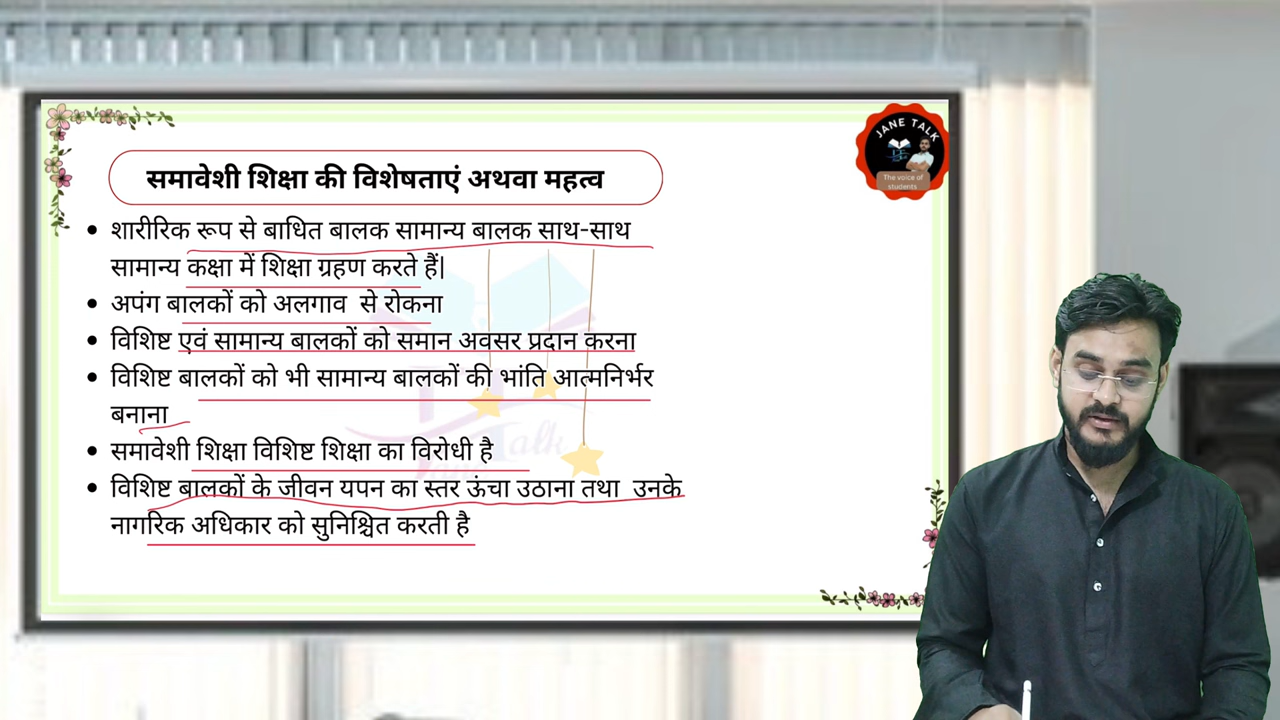 समावेशी शिक्षा की विशेषताएं अथवा महत्व
JANE TALK
The voice of
students
• शारीरिक रूप से बाधित बालक सामान्य बालक साथ-साथ
सामान्य कक्षा में शिक्षा ग्रहण करते हैं|
• अपंग बालकों को अलगाव से रोकना
• विशिष्ट एवं सामान्य बालकों को समान अवसर प्रदान करना
• विशिष्ट बालकों को भी सामान्य बालकों की भांति आत्मनिर्भर
बनाना
• समावेशी शिक्षा विशिष्ट शिक्षा का विरोधी है
• विशिष्ट बालकों के जीवन यपन का स्तर ऊंचा उठाना तथा उनके
नागरिक अधिकार को सुनिश्चित करती है